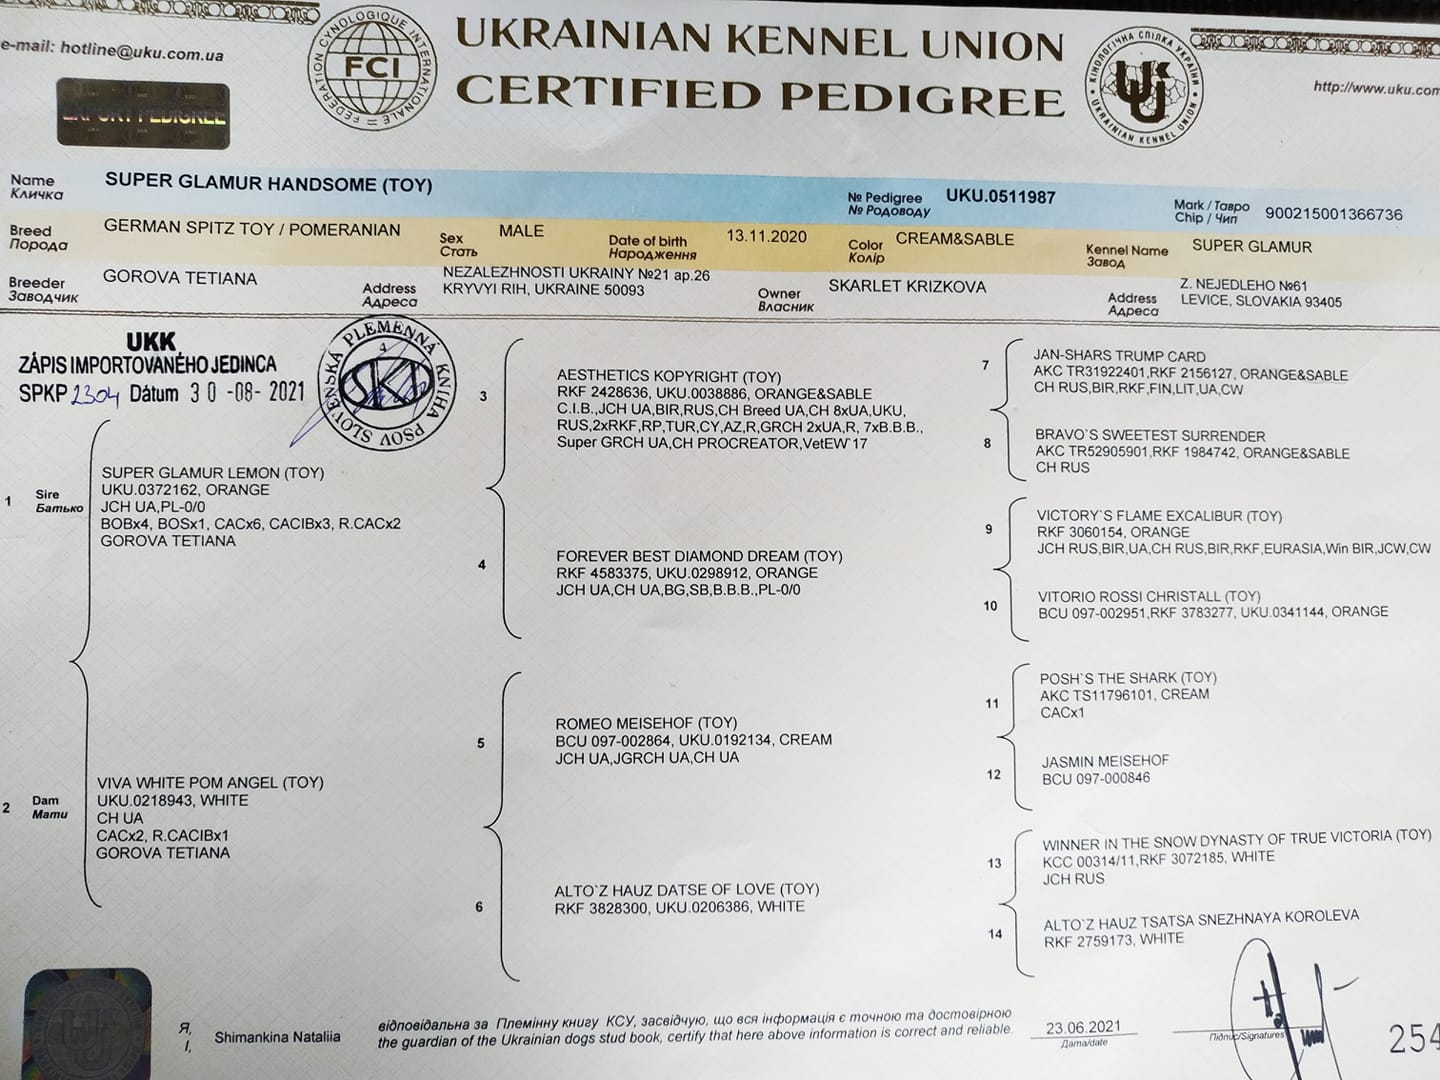 e-mail: hotline@uku.com.ua
EXPORT PEDIGREE
FEDERATION CYNOLOGIQUE INTERNATIONALE
FCI
UKRAINIAN KENNEL UNION
CERTIFIED PEDIGREE
КІНОЛОГІЧНА СПІЛКА УКРАЇНИ
UKU
UKRAINIAN KENNEL UNION
http://www.uku.com
Name
Кличка
SUPER GLAMUR HANDSOME (TOY)
№ Pedigree
№ Родоводу
UKU.0511987
Mark / Тавро
Chip / Чип
900215001366736
Breed
Порода
GERMAN SPITZ TOY / POMERANIAN
Sex
Стать
MALE
Date of birth
Народження
13.11.2020
Color
Колір
CREAM&SABLE
Kennel Name
Завод
SUPER GLAMUR
Breeder
Заводчик
GOROVA TETIANA
Address
Адреса
NEZALEZHNOSTI UKRAINY №21 ap.26
KRYVYI RIH, UKRAINE 50093
Owner
Власник
SKARLET KRIZKOVA
Address
Адреса
Z. NEJEDLEHO №61
LEVICE, SLOVAKIA 93405
UKK
ZÁPIS IMPORTOVANÉHO JEDINCA
SPKP 2304 Dátum 30 -08- 2021
SLOVENSKÁ PLEMENNÁ KNIHA PSOV
4
SKJ
1
Sire
Батько
SUPER GLAMUR LEMON (TOY)
UKU.0372162, ORANGE
JCH UA,PL-0/0
BOBx4, BOSx1, CACx6, CACIBx3, R.CACx2
GOROVA TETIANA
2
Dam
Мати
VIVA WHITE POM ANGEL (TOY)
UKU.0218943, WHITE
CH UA
CACx2, R.CACIBx1
GOROVA TETIANA
3
AESTHETICS KOPYRIGHT (TOY)
RKF 2428636, UKU.0038886, ORANGE&SABLE
C.I.B.,JCH UA,BIR,RUS,CH Breed UA,CH 8xUA,UKU,
RUS,2xRKF,RP,TUR,CY,AZ,R,GRCH 2xUA,R, 7xB.B.B.,
Super GRCH UA,CH PROCREATOR,VetEW`17
4
FOREVER BEST DIAMOND DREAM (TOY)
RKF 4583375, UKU.0298912, ORANGE
JCH UA,CH UA,BG,SB,B.B.B.,PL-0/0
5
ROMEO MEISEHOF (TOY)
BCU 097-002864, UKU.0192134, CREAM
JCH UA,JGRCH UA,CH UA
6
ALTO`Z HAUZ DATSE OF LOVE (TOY)
RKF 3828300, UKU.0206386, WHITE
7
JAN-SHARS TRUMP CARD
AKC TR31922401,RKF 2156127, ORANGE&SABLE
CH RUS,BIR,RKF,FIN,LIT,UA,CW
8
BRAVO`S SWEETEST SURRENDER
AKC TR52905901,RKF 1984742, ORANGE&SABLE
CH RUS
9
VICTORY`S FLAME EXCALIBUR (TOY)
RKF 3060154, ORANGE
JCH RUS,BIR,UA,CH RUS,BIR,RKF,EURASIA,Win BIR,JCW,CW
10
VITORIO ROSSI CHRISTALL (TOY)
BCU 097-002951,RKF 3783277, UKU.0341144, ORANGE
11
POSH`S THE SHARK (TOY)
AKC TS11796101, CREAM
CACx1
12
JASMIN MEISEHOF
BCU 097-000846
13
WINNER IN THE SNOW DYNASTY OF TRUE VICTORIA (TOY)
KCC 00314/11,RKF 3072185, WHITE
JCH RUS
14
ALTO`Z HAUZ TSATSA SNEZHNAYA KOROLEVA
RKF 2759173, WHITE
Я,
I,
Shimankina Nataliia
відповідальна за Племінну книгу КСУ, засвідчую, що вся інформація є точною та достовірною
the guardian of the Ukrainian dogs stud book, certify that here above information is correct and reliable.
23.06.2021
Дата/date
Підпис/Signatures
254